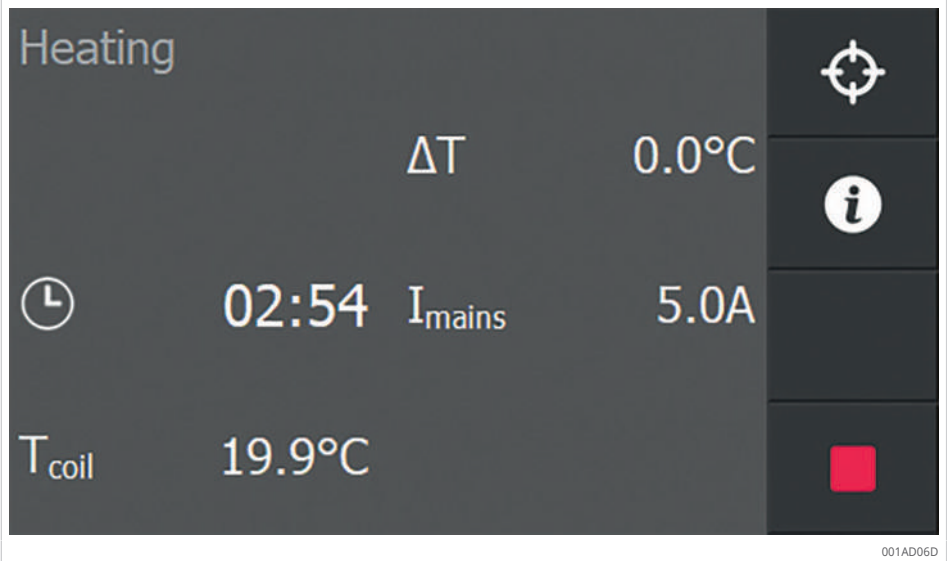 Heating
ΔT 0.0°C
02:54 Imains 5.0A
Tcoil 19.9°C
001AD06D